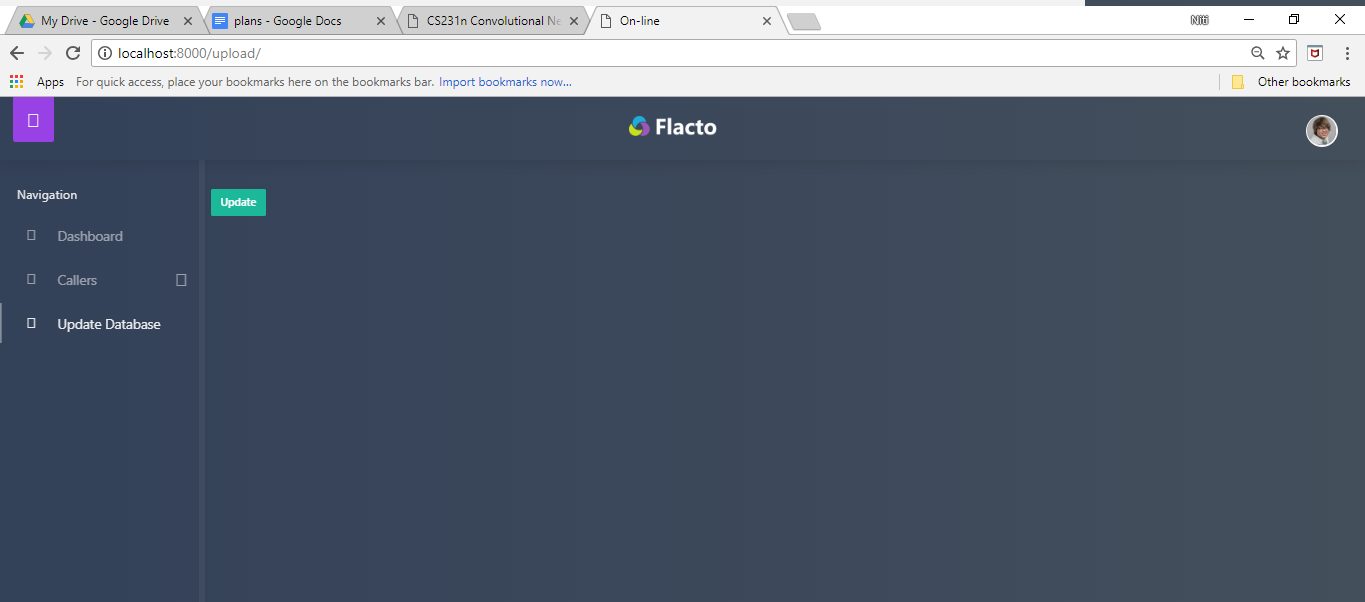 My Drive - Google Drive
plans - Google Docs
CS231n Convolutional Ne
On-line
Niti
localhost:8000/upload/
Apps
For quick access, place your bookmarks here on the bookmarks bar. Import bookmarks now...
Other bookmarks
Flacto
Navigation
Update
Dashboard
Callers
Update Database